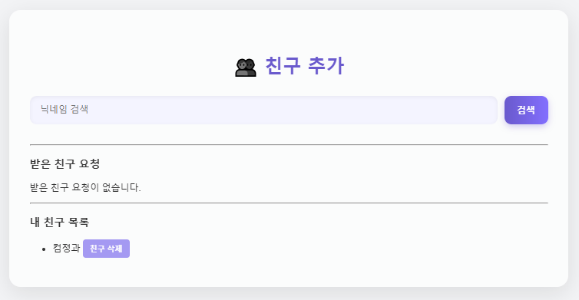 친구 추가
닉네임 검색
검색
받은 친구 요청
받은 친구 요청이 없습니다.
내 친구 목록
컴정과 친구 삭제